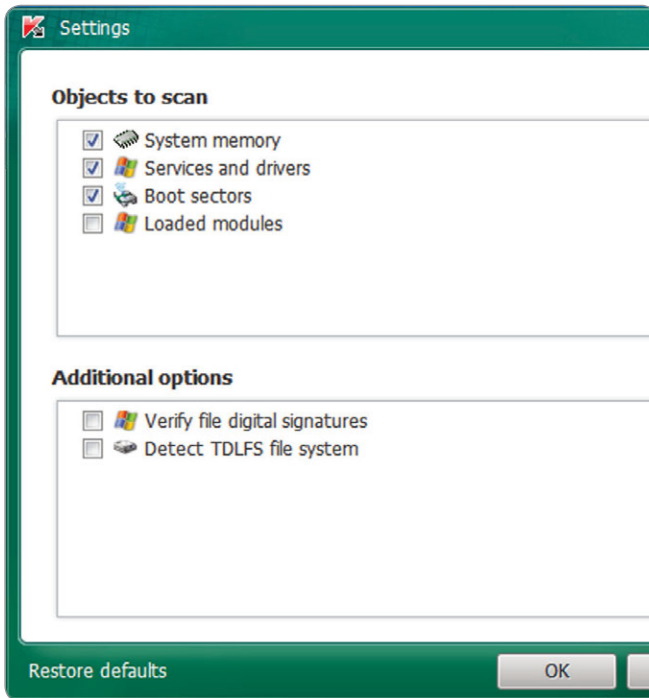 Settings
Objects to scan
System memory
Services and drivers
Boot sectors
Loaded modules
Additional options
Verify file digital signatures
Detect TDLFS file system
Restore defaults
OK